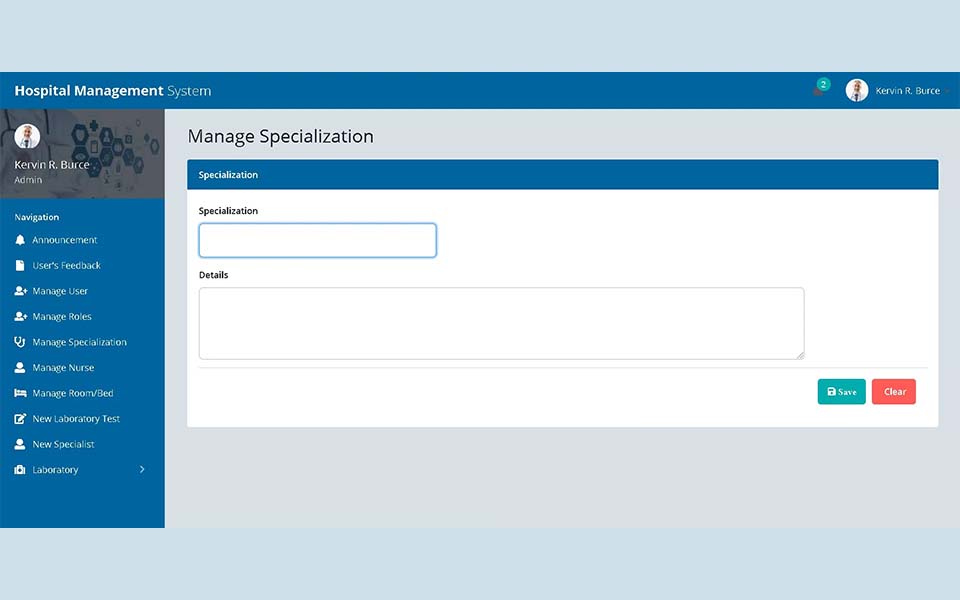 Hospital Management System
2
Kervin R. Burce
Kervin R. Burce
Admin
Navigation
Announcement
User's Feedback
Manage User
Manage Roles
Manage Specialization
Manage Nurse
Manage Room/Bed
New Laboratory Test
New Specialist
Laboratory
Manage Specialization
Specialization
Specialization
Details
Save
Clear